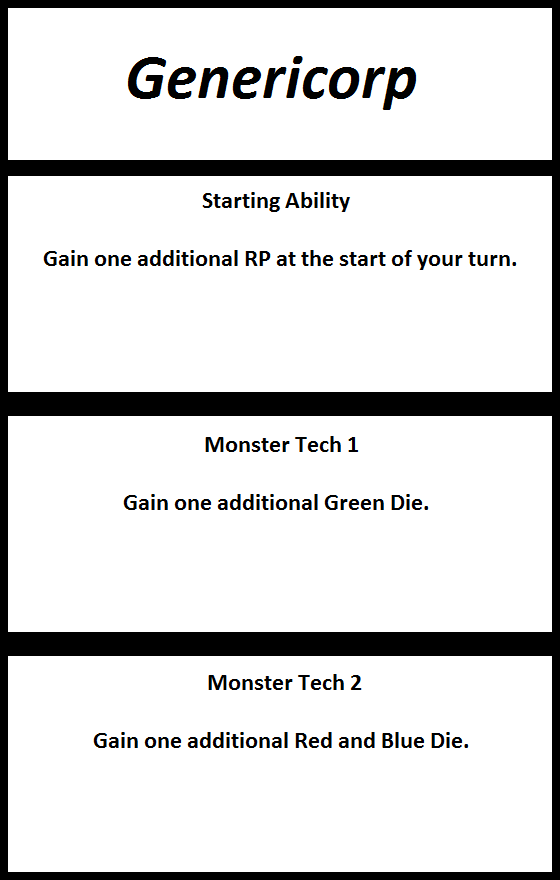 Genericorp
Starting Ability
Gain one additional RP at the start of your turn.
Monster Tech 1
Gain one additional Green Die.
Monster Tech 2
Gain one additional Red and Blue Die.